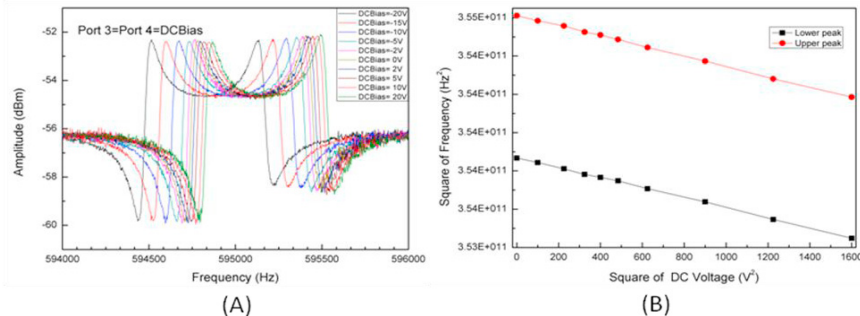 Port 3=Port 4=DCBias
DCBias=-20V
DCBias=-15V
DCBias=-10V
DCBias=-5V
DCBias=-2V
DCBias= 0V
DCBias= 2V
DCBias= 5V
DCBias= 10V
DCBias= 20V
Amplitude (dBm)
-52
-54
-56
-58
-60
594000
594500
595000
595500
596000
Frequency (Hz)
(A)
Lower peak
Upper peak
Square of Frequency (Hz²)
3.55E+011
3.54E+011
3.54E+011
3.54E+011
3.54E+011
3.54E+011
3.53E+011
0
200
400
600
800
1000
1200
1400
1600
Square of DC Voltage (V²)
(B)